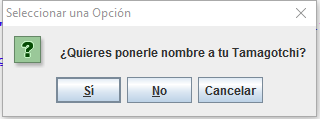 Seleccionar una Opción
¿Quieres ponerle nombre a tu Tamagotchi?
Sí
No
Cancelar